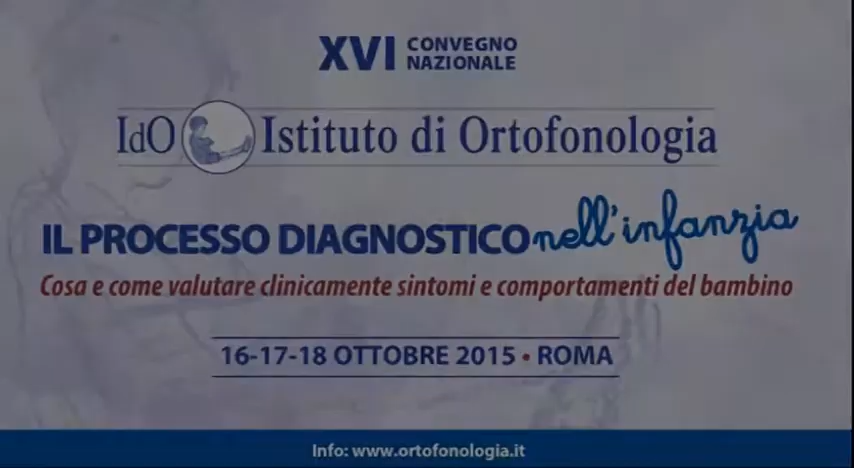 XVI CONVEGNO
NAZIONALE
IdO Istituto di Ortofonologia
IL PROCESSO DIAGNOSTICO nell'infanzia
Cosa e come valutare clinicamente sintomi e comportamenti del bambino
16-17-18 OTTOBRE 2015 • ROMA
Info: www.ortofonologia.it